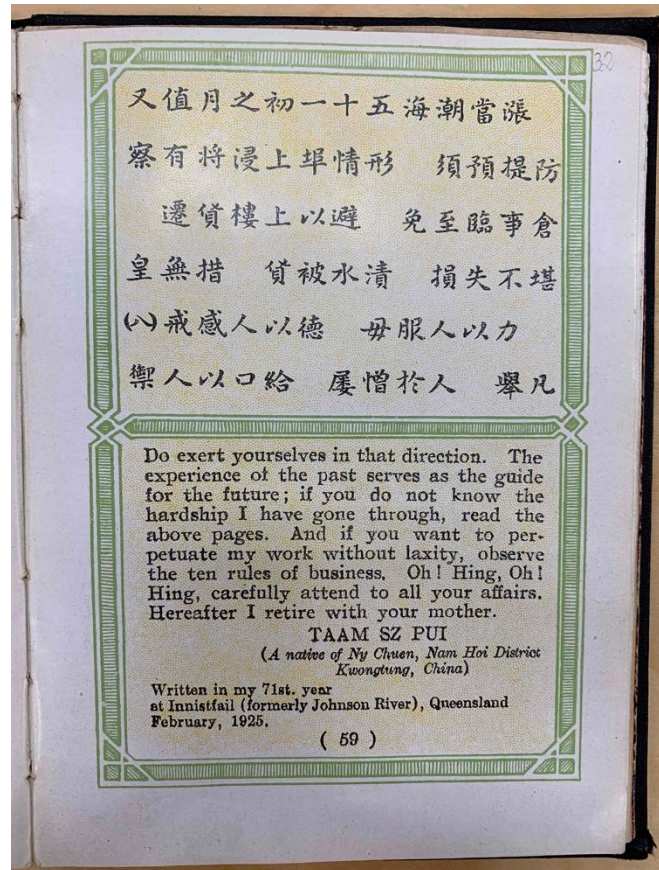 32
又值月之初一十五海潮當漲
察有将浸上埠情形　須預提防
遷貨樓上以避　免至臨事倉
皇無措　貨被水漬　損失不堪
(八)戒感人以德　毋服人以力
禦人以口給　屡憎於人　舉凡
Do exert yourselves in that direction. The
experience of the past serves as the guide
for the future; if you do not know the
hardship I have gone through, read the
above pages. And if you want to per-
petuate my work without laxity, observe
the ten rules of business. Oh! Hing, Oh!
Hing, carefully attend to all your affairs.
Hereafter I retire with your mother.
TAAM SZ PUI
(A native of Ny Chuen, Nam Hoi District
Kwongtung, China)
Written in my 71st. year
at Innistfail (formerly Johnson River), Queensland
February, 1925.
( 59 )